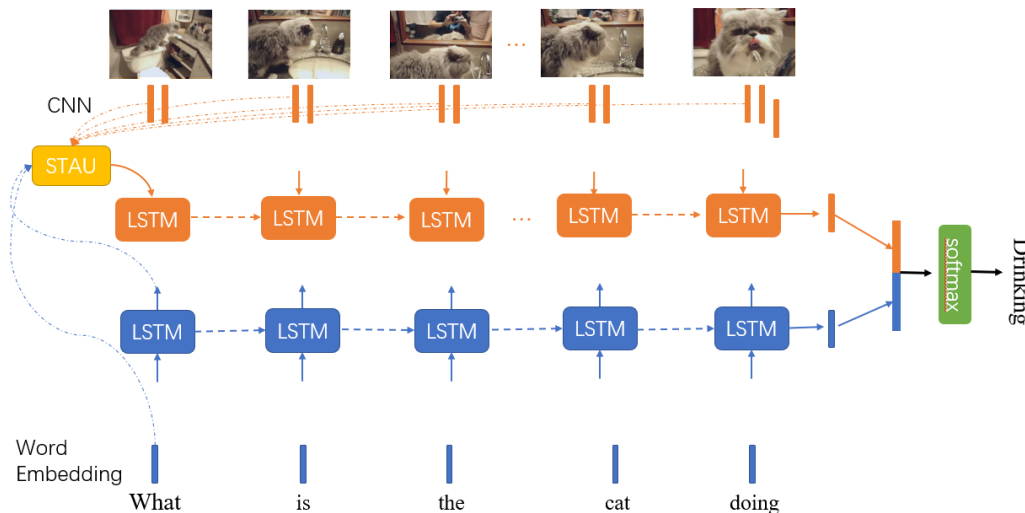 ...
CNN
STAU
LSTM LSTM LSTM ... LSTM LSTM
LSTM LSTM LSTM LSTM LSTM
softmax
Drinking
Word
Embedding
What is the cat doing